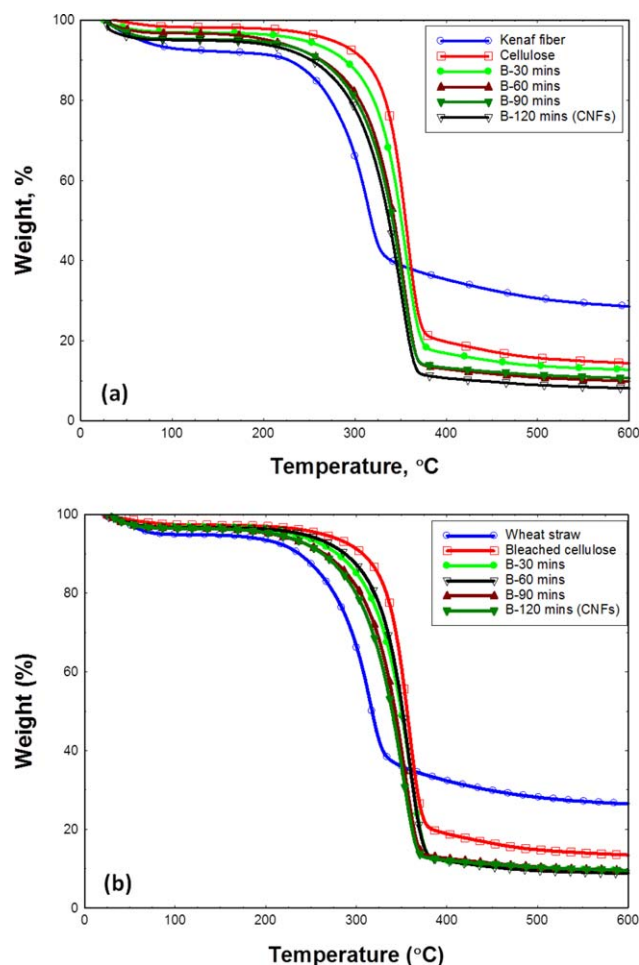 100
80
60
40
20
0
Weight, %
Kenaf fiber
Cellulose
B-30 mins
B-60 mins
B-90 mins
B-120 mins (CNFs)
(a)
0 100 200 300 400 500 600
Temperature, °C
100
80
60
40
20
0
Weight (%)
Wheat straw
Bleached cellulose
B-30 mins
B-60 mins
B-90 mins
B-120 mins (CNFs)
(b)
0 100 200 300 400 500 600
Temperature (°C)